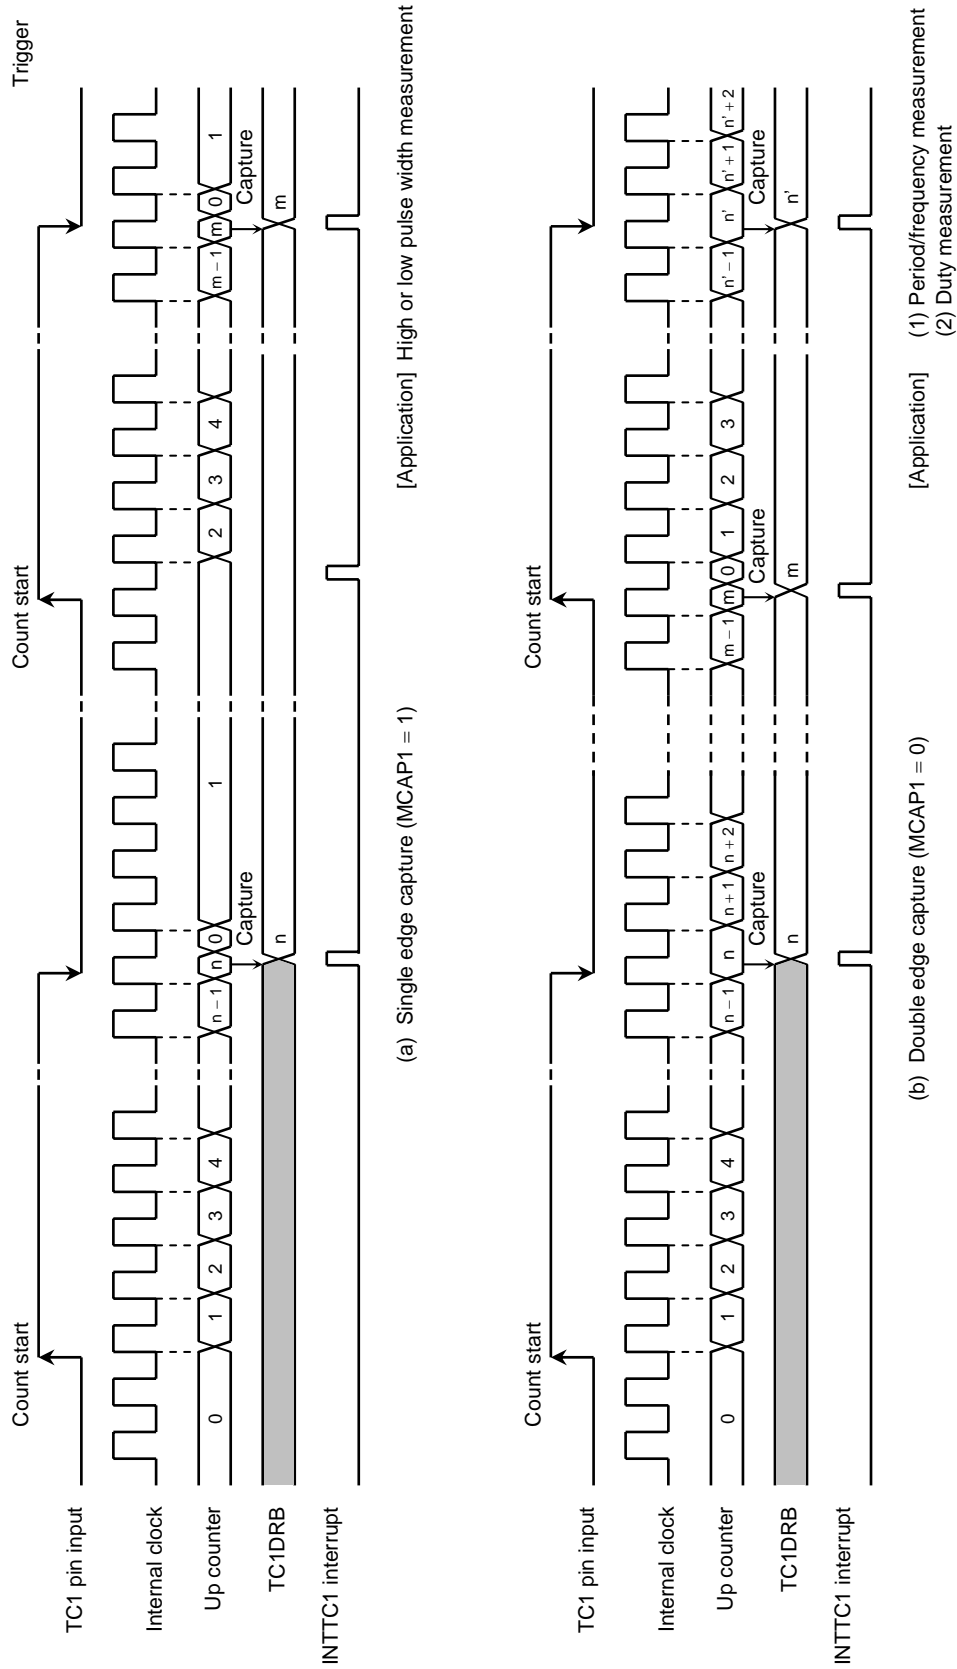 Count start Count start Trigger
TC1 pin input
Internal clock
Up counter 0 1 2 3 4 n − 1 n 0 1 2 3 4 m − 1 m 0 1
Capture Capture
TC1DRB n m
INTTC1 interrupt
(a) Single edge capture (MCAP1 = 1) [Application] High or low pulse width measurement
Count start Count start
TC1 pin input
Internal clock
Up counter 0 1 2 3 4 n − 1 n n + 1 n + 2 m − 1 m 0 1 2 3 n' − 1 n' n' + 1 n' + 2
Capture Capture Capture
TC1DRB n m n'
INTTC1 interrupt
(b) Double edge capture (MCAP1 = 0) [Application] (1) Period/frequency measurement
(2) Duty measurement